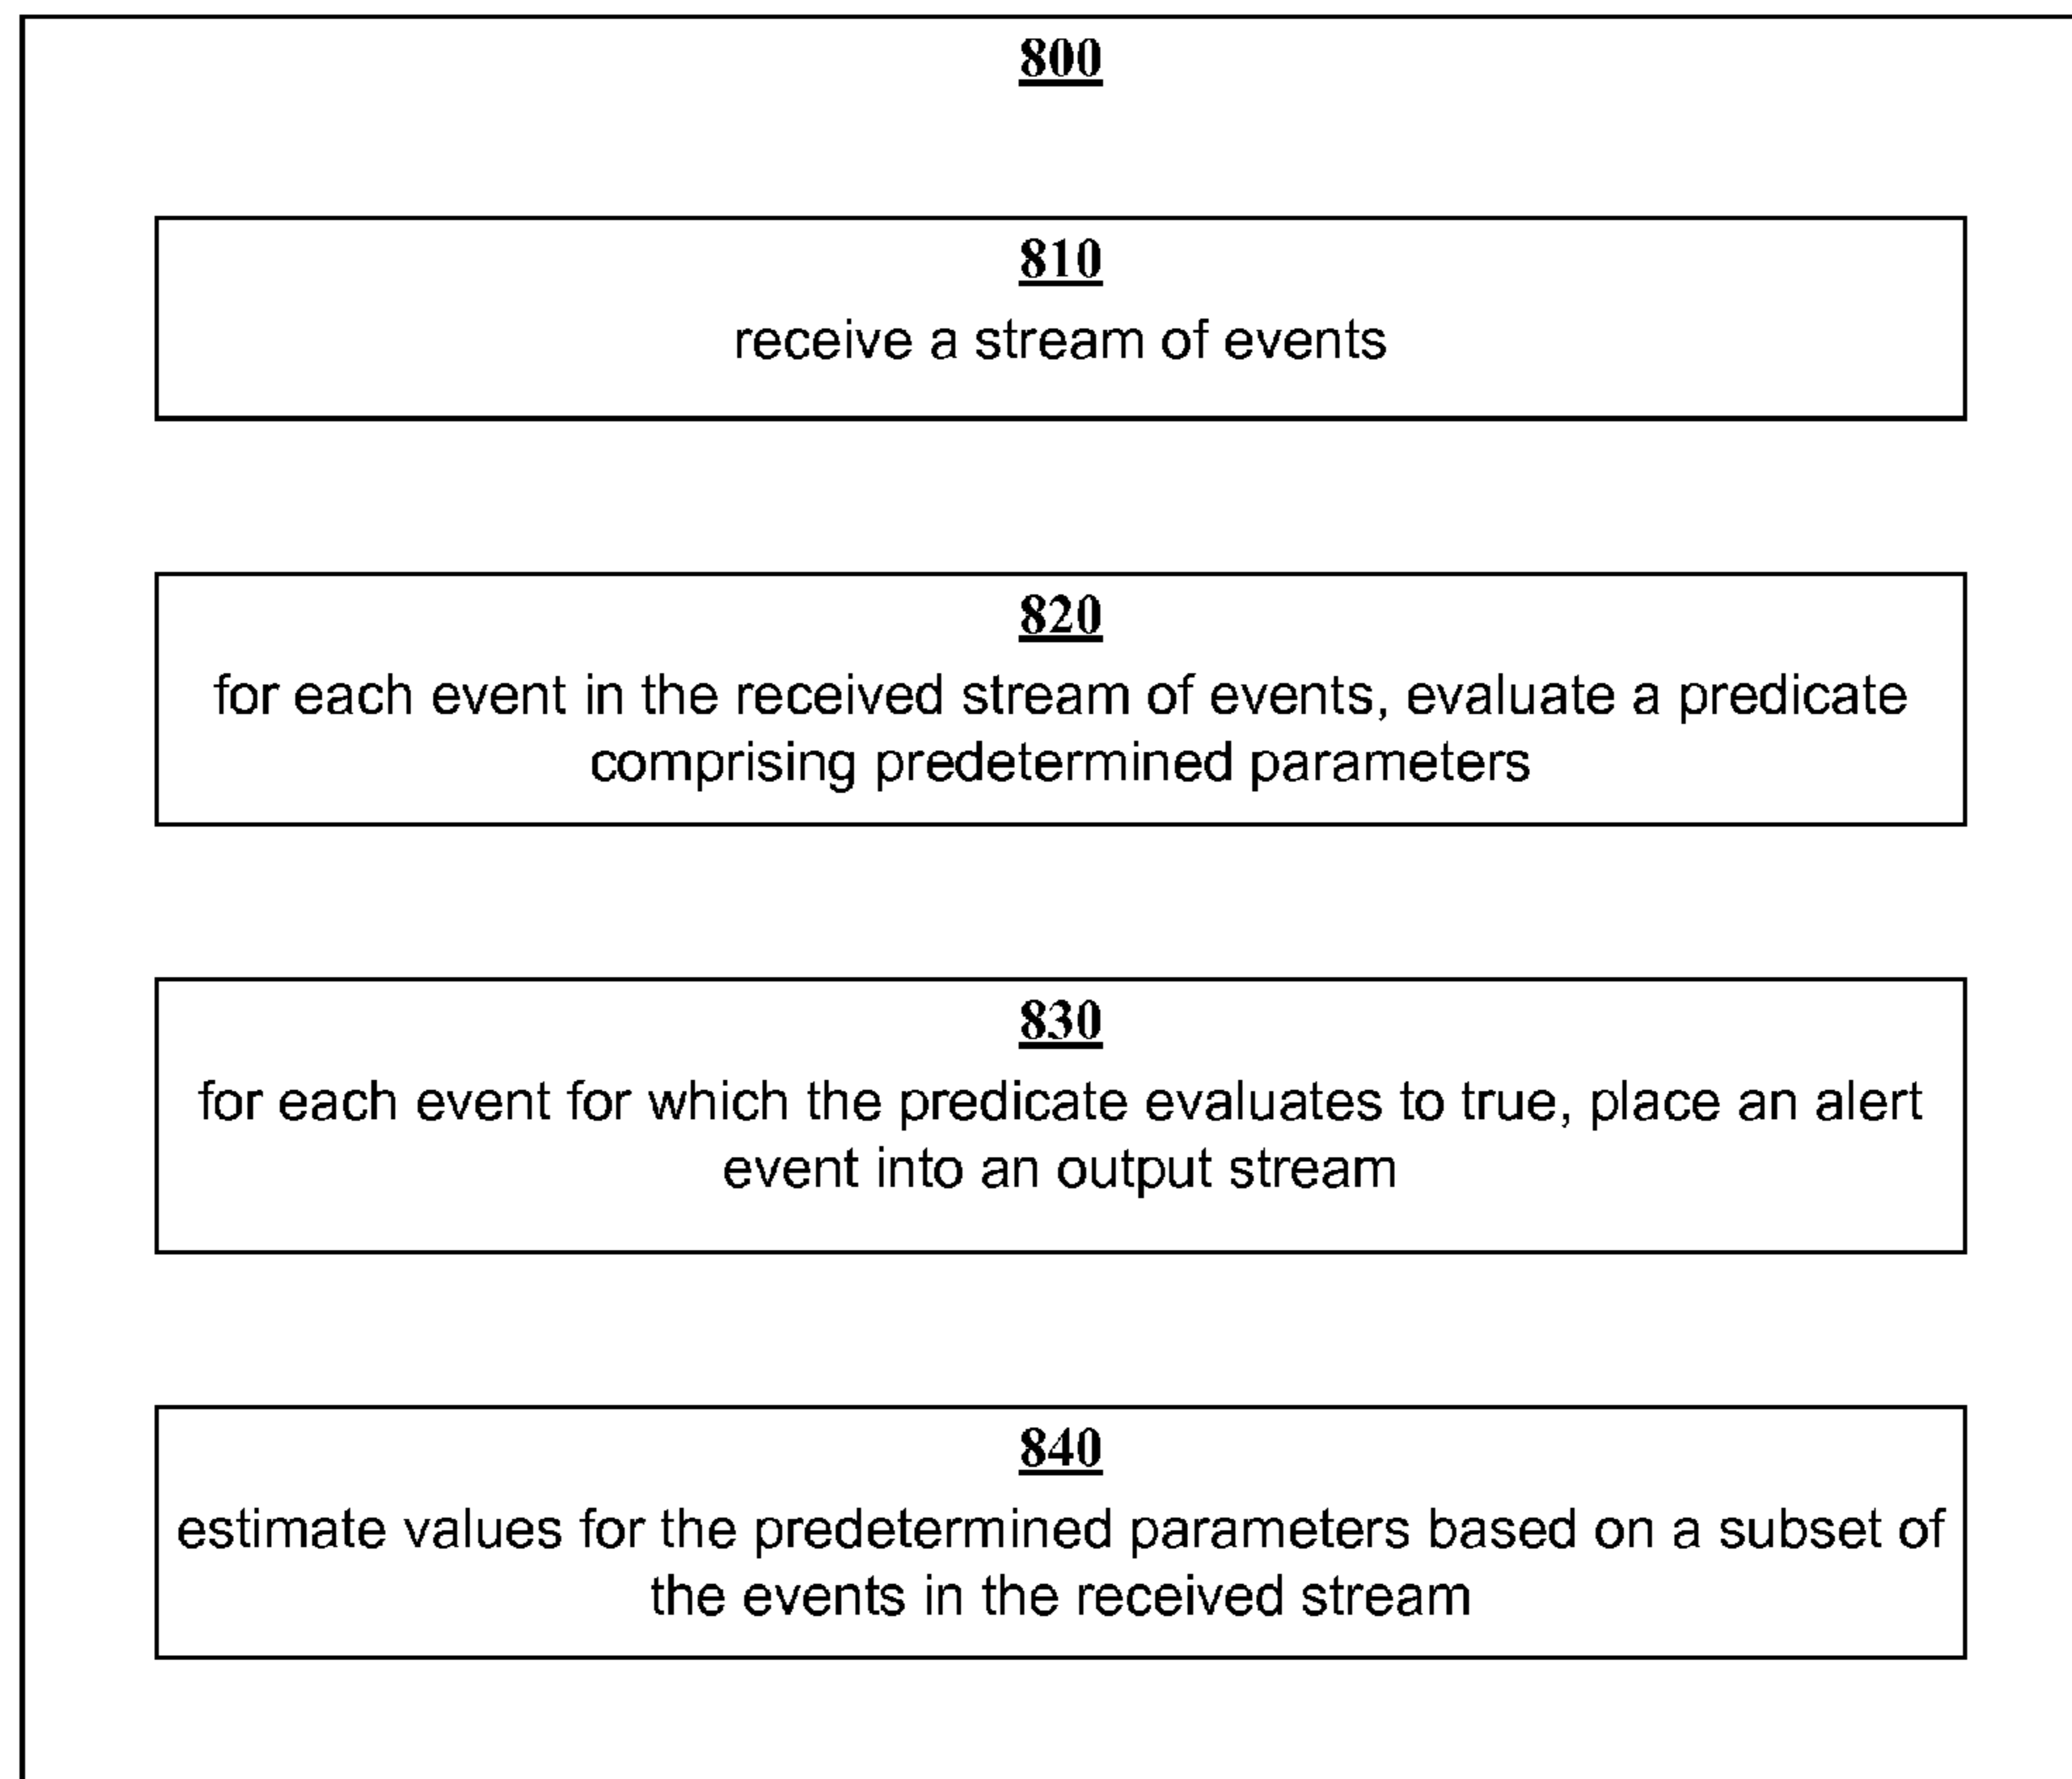 800
810
receive a stream of events
820
for each event in the received stream of events, evaluate a predicate
comprising predetermined parameters
830
for each event for which the predicate evaluates to true, place an alert
event into an output stream
840
estimate values for the predetermined parameters based on a subset of
the events in the received stream